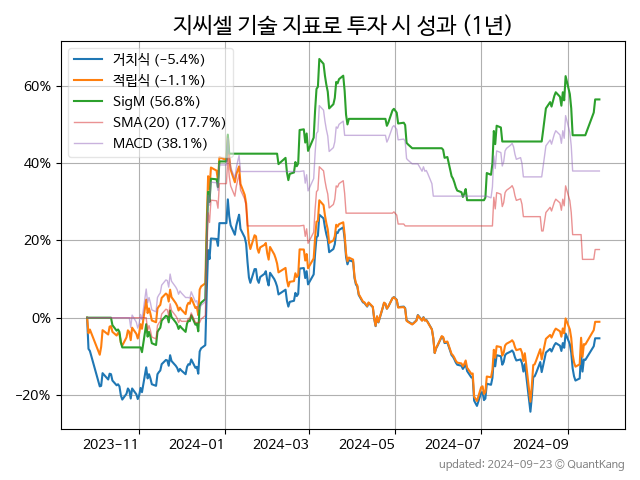 지씨셀 기술 지표로 투자 시 성과 (1년)
거치식 (−5.4%)
적립식 (−1.1%)
SigM (56.8%)
SMA(20) (17.7%)
MACD (38.1%)
60%
40%
20%
0%
−20%
2023−11 2024−01 2024−03 2024−05 2024−07 2024−09
updated: 2024−09−23 © QuantKang